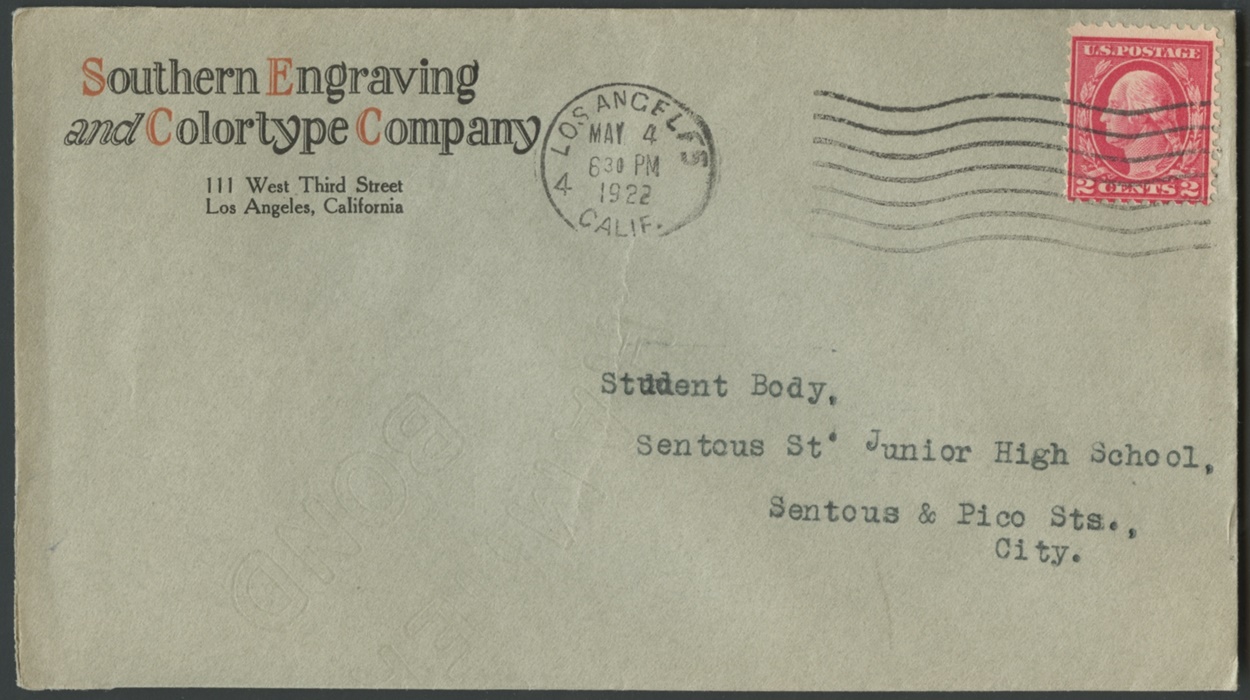 Southern Engraving
and Colortype Company
111 West Third Street
Los Angeles, California
LOS ANGELES
MAY 4
630 PM
1922
4
CALIF.
U.S. POSTAGE
2 CENTS 2
Student Body,
Sentous St. Junior High School,
Sentous & Pico Sts.,
City.
BOND